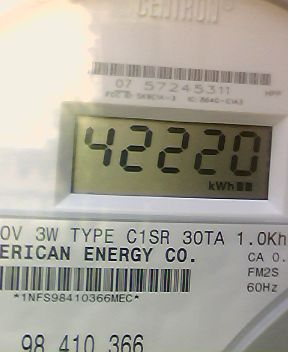 CENTRON
07 57245311
HPP
42220
kWh
0V 3W TYPE C1SR 30TA 1.0Kh
ERICAN ENERGY CO.
CA 0.
FM2S
*1NFS98410366MEC*
60Hz
98 410 366